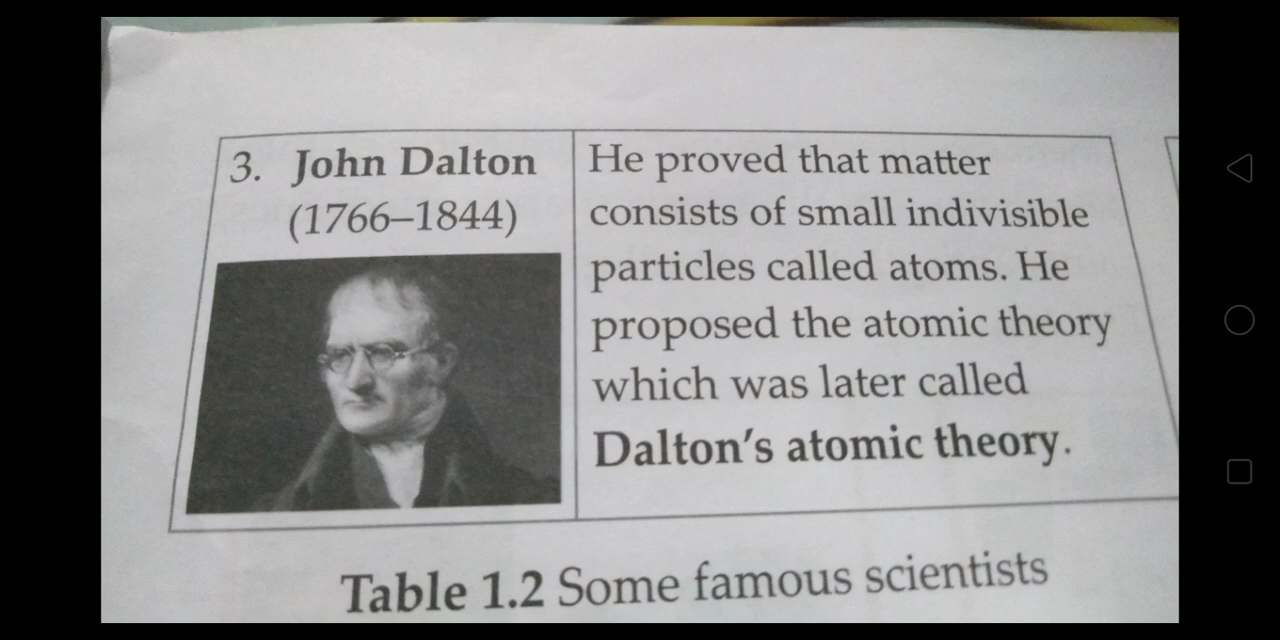 3. John Dalton
(1766–1844)
He proved that matter
consists of small indivisible
particles called atoms. He
proposed the atomic theory
which was later called
Dalton's atomic theory.
Table 1.2 Some famous scientists